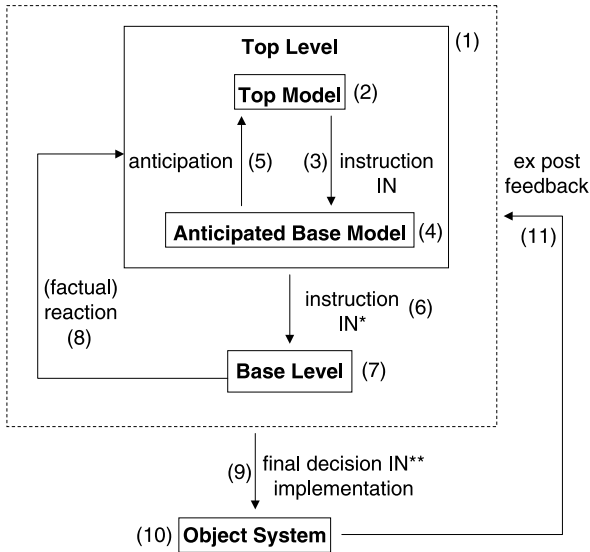 Top Level
(1)
Top Model
(2)
anticipation
(5)
(3)
instruction
IN
Anticipated Base Model
(4)
ex post
feedback
(11)
(factual)
reaction
(8)
instruction
IN*
(6)
Base Level
(7)
(9)
final decision IN**
implementation
(10)
Object System